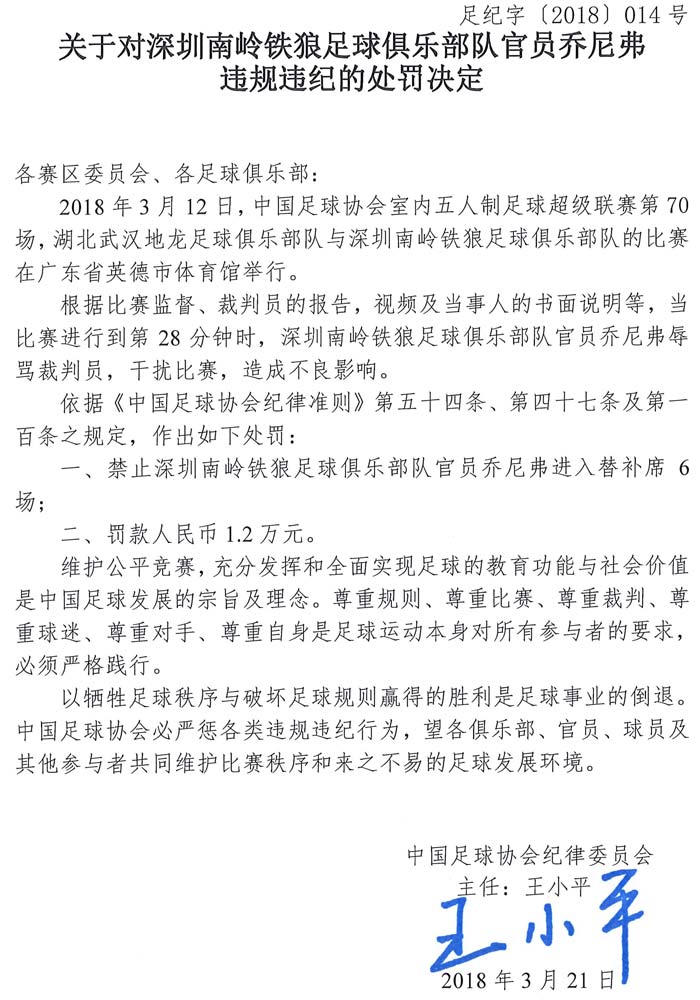 足纪字〔2018〕014号
关于对深圳南岭铁狼足球俱乐部队官员乔尼弗
违规违纪的处罚决定
各赛区委员会、各足球俱乐部：
2018年3月12日,中国足球协会室内五人制足球超级联赛第70
场,湖北武汉地龙足球俱乐部队与深圳南岭铁狼足球俱乐部队的比赛
在广东省英德市体育馆举行。
根据比赛监督、裁判员的报告，视频及当事人的书面说明等，当
比赛进行到第28分钟时，深圳南岭铁狼足球俱乐部队官员乔尼弗辱
骂裁判员，干扰比赛，造成不良影响。
依据《中国足球协会纪律准则》第五十四条、第四十七条及第一
百条之规定，作出如下处罚：
一、禁止深圳南岭铁狼足球俱乐部队官员乔尼弗进入替补席 6
场；
二、罚款人民币1.2万元。
维护公平竞赛,充分发挥和全面实现足球的教育功能与社会价值
是中国足球发展的宗旨及理念。尊重规则、尊重比赛、尊重裁判、尊
重球迷、尊重对手、尊重自身是足球运动本身对所有参与者的要求，
必须严格践行。
以牺牲足球秩序与破坏足球规则赢得的胜利是足球事业的倒退。
中国足球协会必严惩各类违规违纪行为，望各俱乐部、官员、球员及
其他参与者共同维护比赛秩序和来之不易的足球发展环境。
中国足球协会纪律委员会
主任：王小平
王小平
2018年3月21日